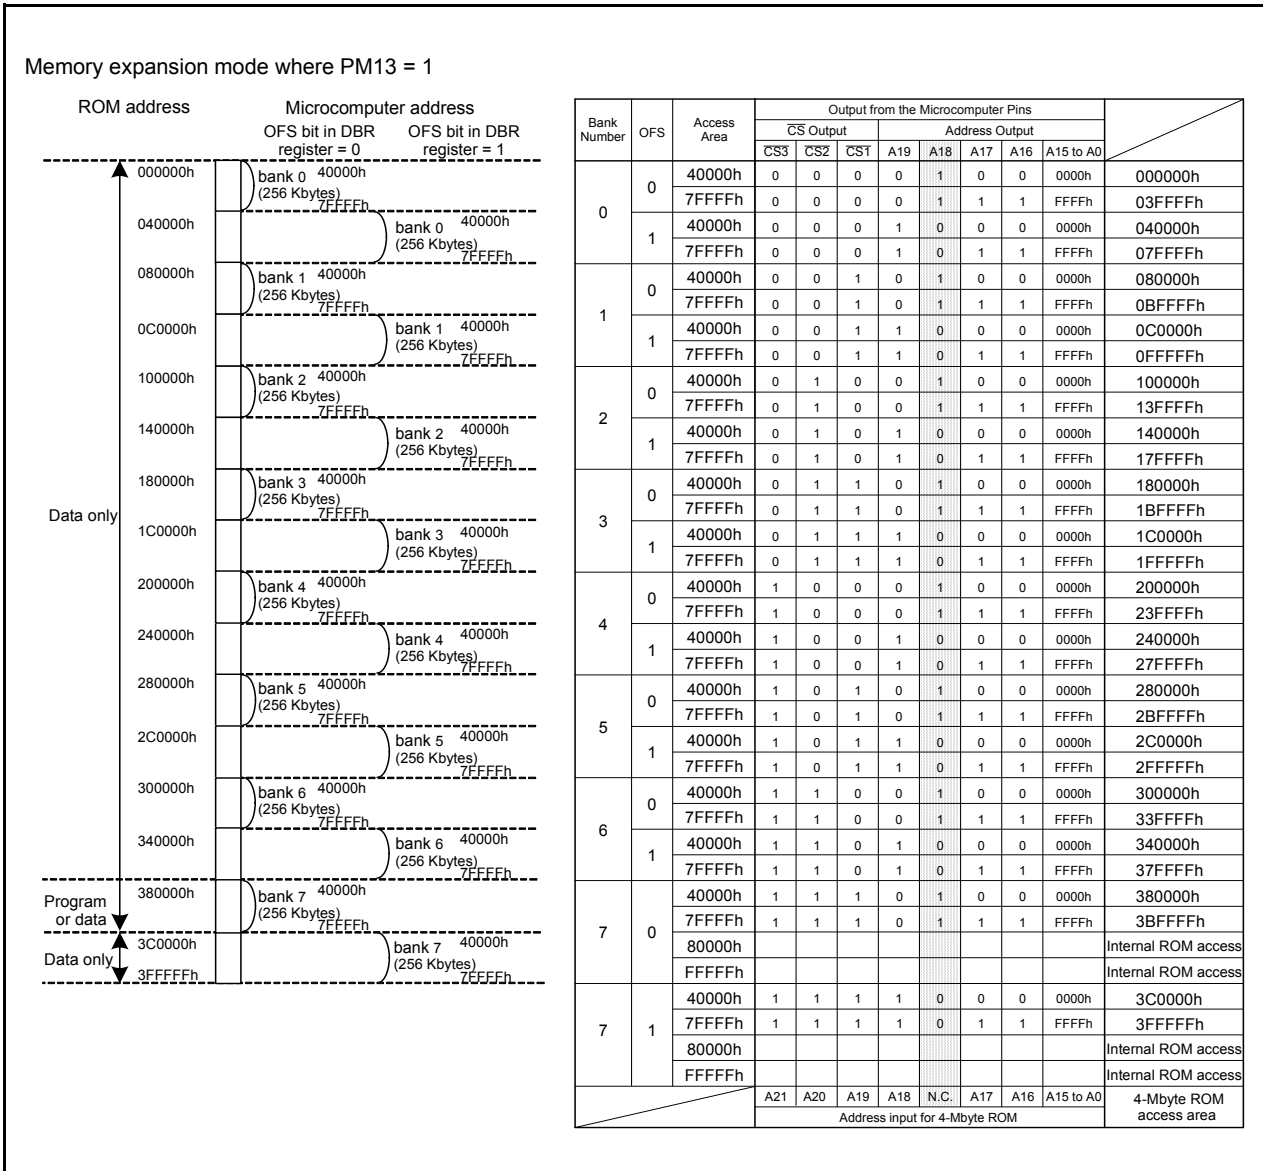 Memory expansion mode where PM13 = 1
ROM address
Microcomputer address
OFS bit in DBR register = 0
OFS bit in DBR register = 1
000000h
bank 0 40000h
(256 Kbytes)
7FFFFh
040000h
bank 0 40000h
(256 Kbytes)
7FFFFh
080000h
bank 1 40000h
(256 Kbytes)
7FFFFh
0C0000h
bank 1 40000h
(256 Kbytes)
7FFFFh
100000h
bank 2 40000h
(256 Kbytes)
7FFFFh
140000h
bank 2 40000h
(256 Kbytes)
7FFFFh
180000h
bank 3 40000h
(256 Kbytes)
7FFFFh
Data only
1C0000h
bank 3 40000h
(256 Kbytes)
7FFFFh
200000h
bank 4 40000h
(256 Kbytes)
7FFFFh
240000h
bank 4 40000h
(256 Kbytes)
7FFFFh
280000h
bank 5 40000h
(256 Kbytes)
7FFFFh
2C0000h
bank 5 40000h
(256 Kbytes)
7FFFFh
300000h
bank 6 40000h
(256 Kbytes)
7FFFFh
340000h
bank 6 40000h
(256 Kbytes)
7FFFFh
Program or data
380000h
bank 7 40000h
(256 Kbytes)
7FFFFh
Data only
3C0000h
bank 7 40000h
(256 Kbytes)
7FFFFh
3FFFFFh
Bank Number OFS Access Area Output from the Microcomputer Pins
CS Output Address Output
CS3 CS2 CS1 A19 A18 A17 A16 A15 to A0
0 0 40000h 0 0 0 0 1 0 0 0000h 000000h
7FFFFh 0 0 0 0 1 1 1 FFFFh 03FFFFh
1 40000h 0 0 0 1 0 0 0 0000h 040000h
7FFFFh 0 0 0 1 0 1 1 FFFFh 07FFFFh
1 0 40000h 0 0 1 0 1 0 0 0000h 080000h
7FFFFh 0 0 1 0 1 1 1 FFFFh 0BFFFFh
1 40000h 0 0 1 1 0 0 0 0000h 0C0000h
7FFFFh 0 0 1 1 0 1 1 FFFFh 0FFFFFh
2 0 40000h 0 1 0 0 1 0 0 0000h 100000h
7FFFFh 0 1 0 0 1 1 1 FFFFh 13FFFFh
1 40000h 0 1 0 1 0 0 0 0000h 140000h
7FFFFh 0 1 0 1 0 1 1 FFFFh 17FFFFh
3 0 40000h 0 1 1 0 1 0 0 0000h 180000h
7FFFFh 0 1 1 0 1 1 1 FFFFh 1BFFFFh
1 40000h 0 1 1 1 0 0 0 0000h 1C0000h
7FFFFh 0 1 1 1 0 1 1 FFFFh 1FFFFFh
4 0 40000h 1 0 0 0 1 0 0 0000h 200000h
7FFFFh 1 0 0 0 1 1 1 FFFFh 23FFFFh
1 40000h 1 0 0 1 0 0 0 0000h 240000h
7FFFFh 1 0 0 1 0 1 1 FFFFh 27FFFFh
5 0 40000h 1 0 1 0 1 0 0 0000h 280000h
7FFFFh 1 0 1 0 1 1 1 FFFFh 2BFFFFh
1 40000h 1 0 1 1 0 0 0 0000h 2C0000h
7FFFFh 1 0 1 1 0 1 1 FFFFh 2FFFFFh
6 0 40000h 1 1 0 0 1 0 0 0000h 300000h
7FFFFh 1 1 0 0 1 1 1 FFFFh 33FFFFh
1 40000h 1 1 0 1 0 0 0 0000h 340000h
7FFFFh 1 1 0 1 0 1 1 FFFFh 37FFFFh
7 0 40000h 1 1 1 0 1 0 0 0000h 380000h
7FFFFh 1 1 1 0 1 1 1 FFFFh 3BFFFFh
80000h Internal ROM access
FFFFFh Internal ROM access
7 1 40000h 1 1 1 1 0 0 0 0000h 3C0000h
7FFFFh 1 1 1 1 0 1 1 FFFFh 3FFFFFh
80000h Internal ROM access
FFFFFh Internal ROM access
A21 A20 A19 A18 N.C. A17 A16 A15 to A0 4-Mbyte ROM access area
Address input for 4-Mbyte ROM